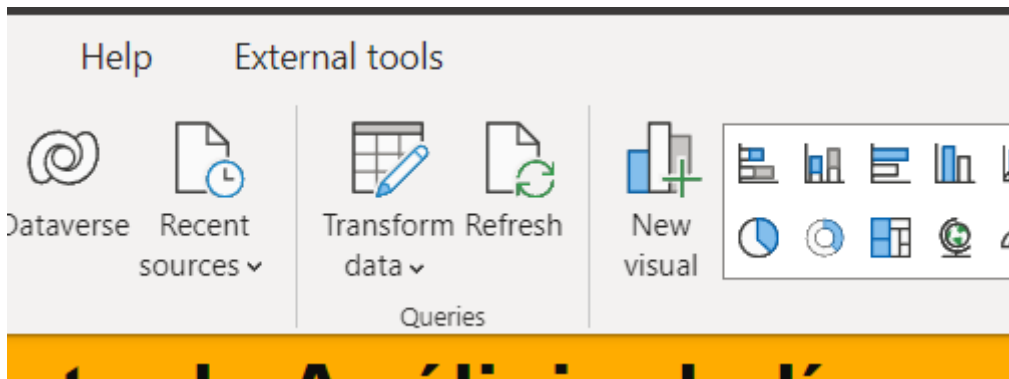 Help External tools
Dataverse Recent sources
Transform data Refresh
New visual
Queries